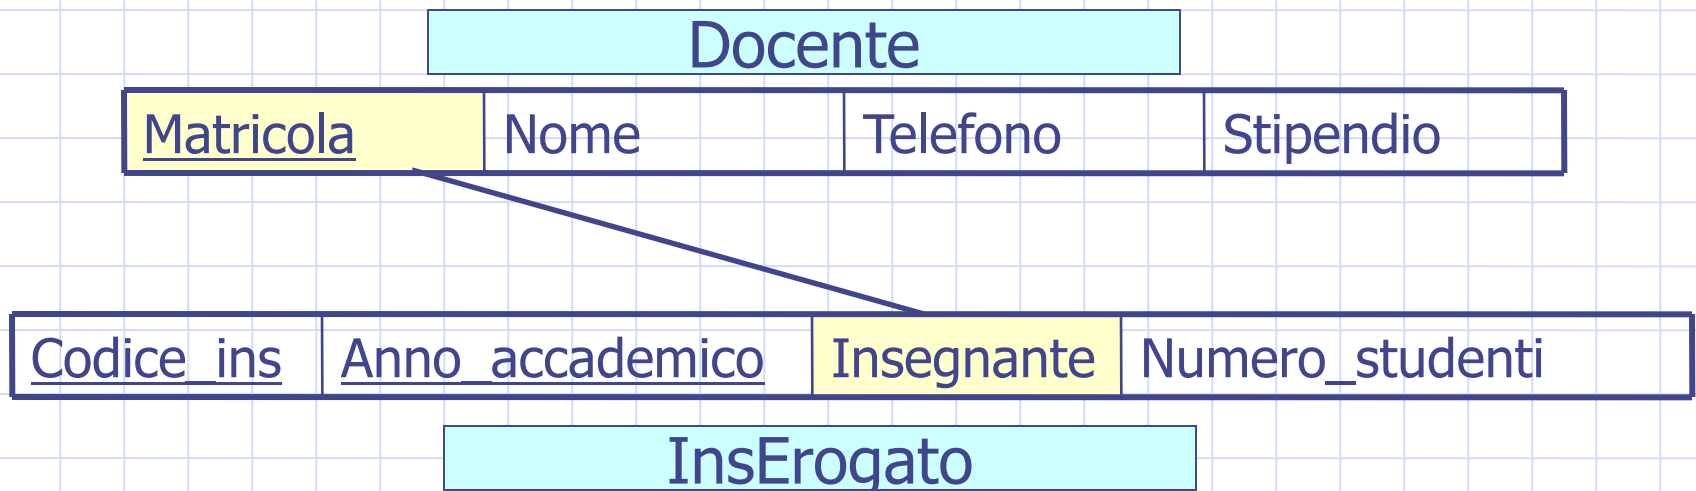 Docente
Matricola Nome Telefono Stipendio
Codice_ins Anno_accademico Insegnante Numero_studenti
InsErogato